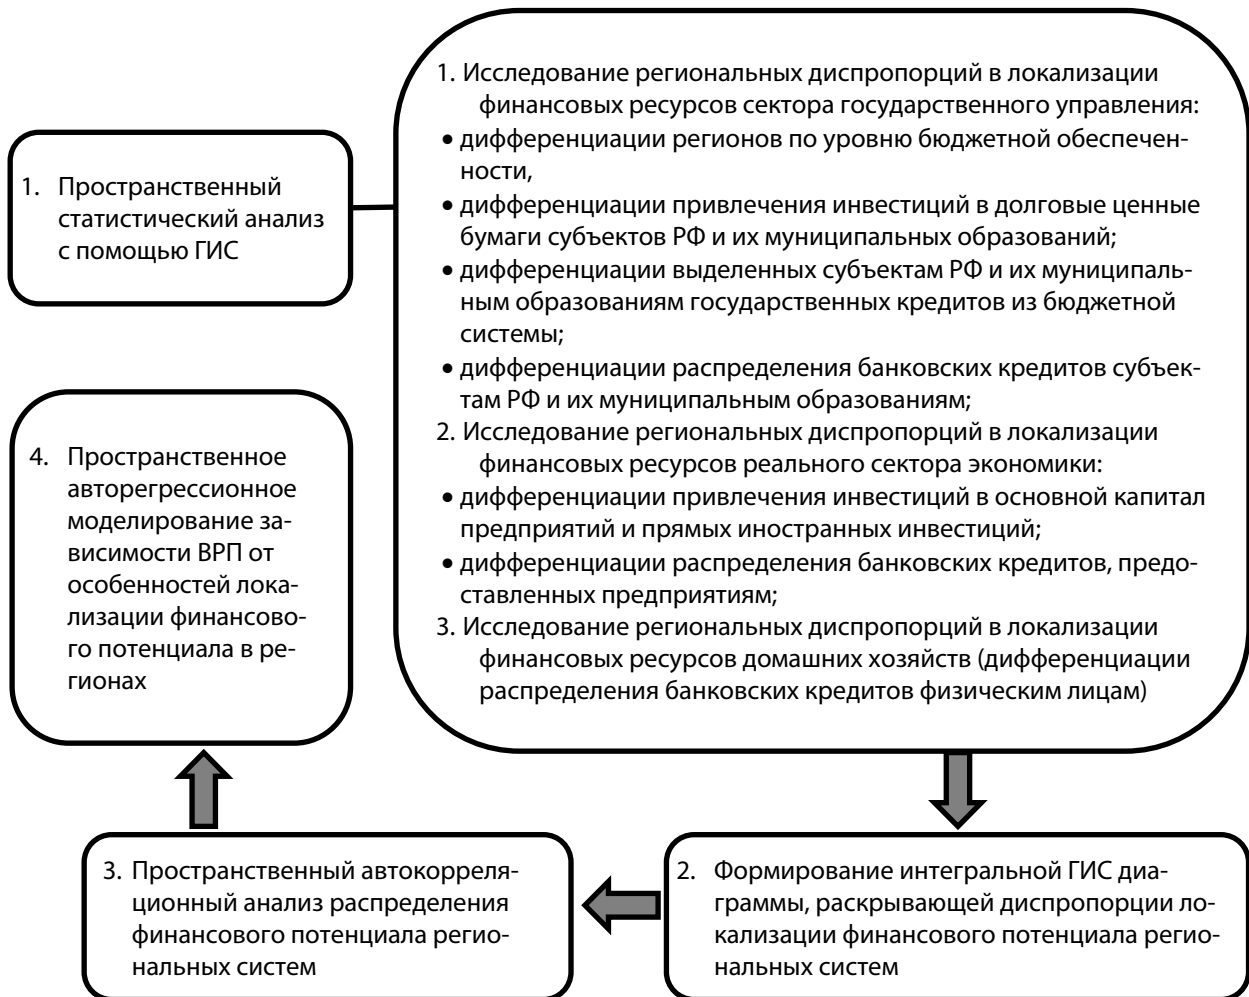 1. Пространственный
статистический анализ
с помощью ГИС
1. Исследование региональных диспропорций в локализации
финансовых ресурсов сектора государственного управления:
• дифференциации регионов по уровню бюджетной обеспечен-
ности,
• дифференциации привлечения инвестиций в долговые ценные
бумаги субъектов РФ и их муниципальных образований;
• дифференциации выделенных субъектам РФ и их муниципаль-
ным образованиям государственных кредитов из бюджетной
системы;
• дифференциации распределения банковских кредитов субъек-
там РФ и их муниципальным образованиям;
2. Исследование региональных диспропорций в локализации
финансовых ресурсов реального сектора экономики:
• дифференциации привлечения инвестиций в основной капитал
предприятий и прямых иностранных инвестиций;
• дифференциации распределения банковских кредитов, предо-
ставленных предприятиям;
3. Исследование региональных диспропорций в локализации
финансовых ресурсов домашних хозяйств (дифференциации
распределения банковских кредитов физическим лицам)
2. Формирование интегральной ГИС диа-
граммы, раскрывающей диспропорции ло-
кализации финансового потенциала регио-
нальных систем
3. Пространственный автокорреля-
ционный анализ распределения
финансового потенциала регио-
нальных систем
4. Пространственное
авторегрессионное
моделирование за-
висимости ВРП от
особенностей лока-
лизации финансово-
го потенциала в ре-
гионах